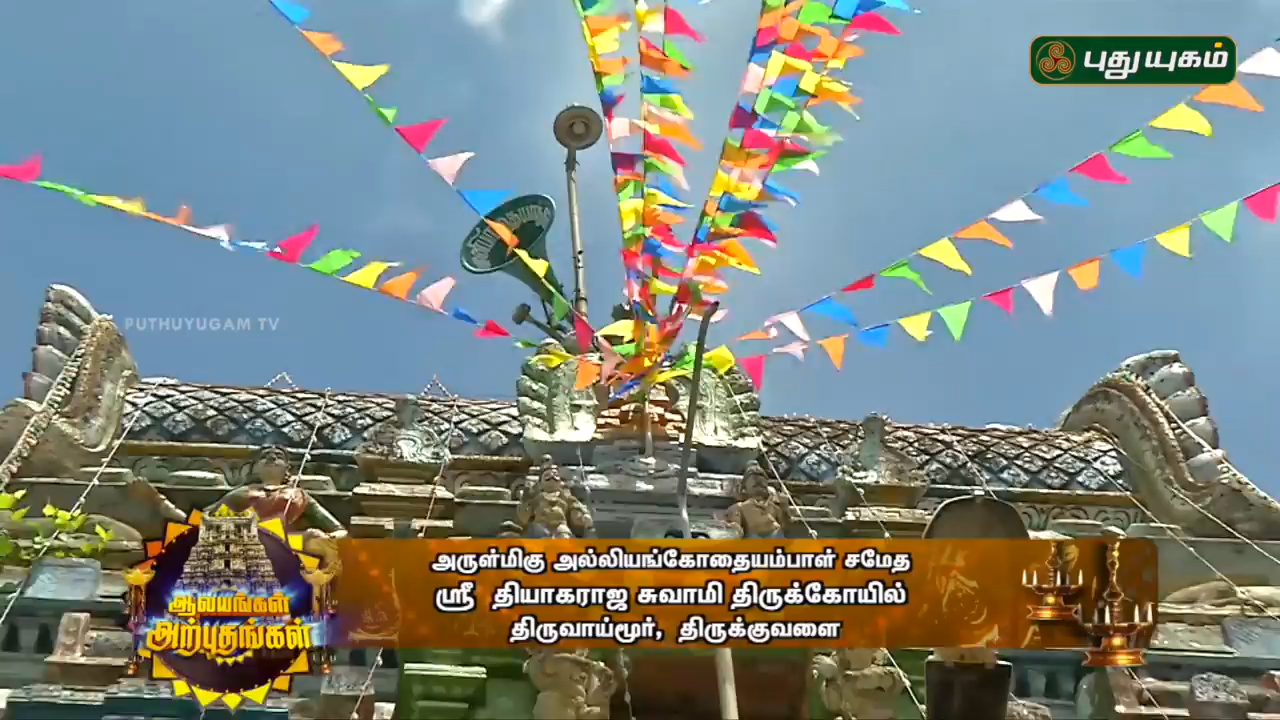 புதுயுகம்
PUTHUYUGAM TV
அருள்மிகு அல்லியங்கோதையம்பாள் சமேத
ஸ்ரீ தியாகராஜ சுவாமி திருக்கோயில்
திருவாய்மூர், திருக்குவளை
ஆலயங்கள்
அற்புதங்கள்